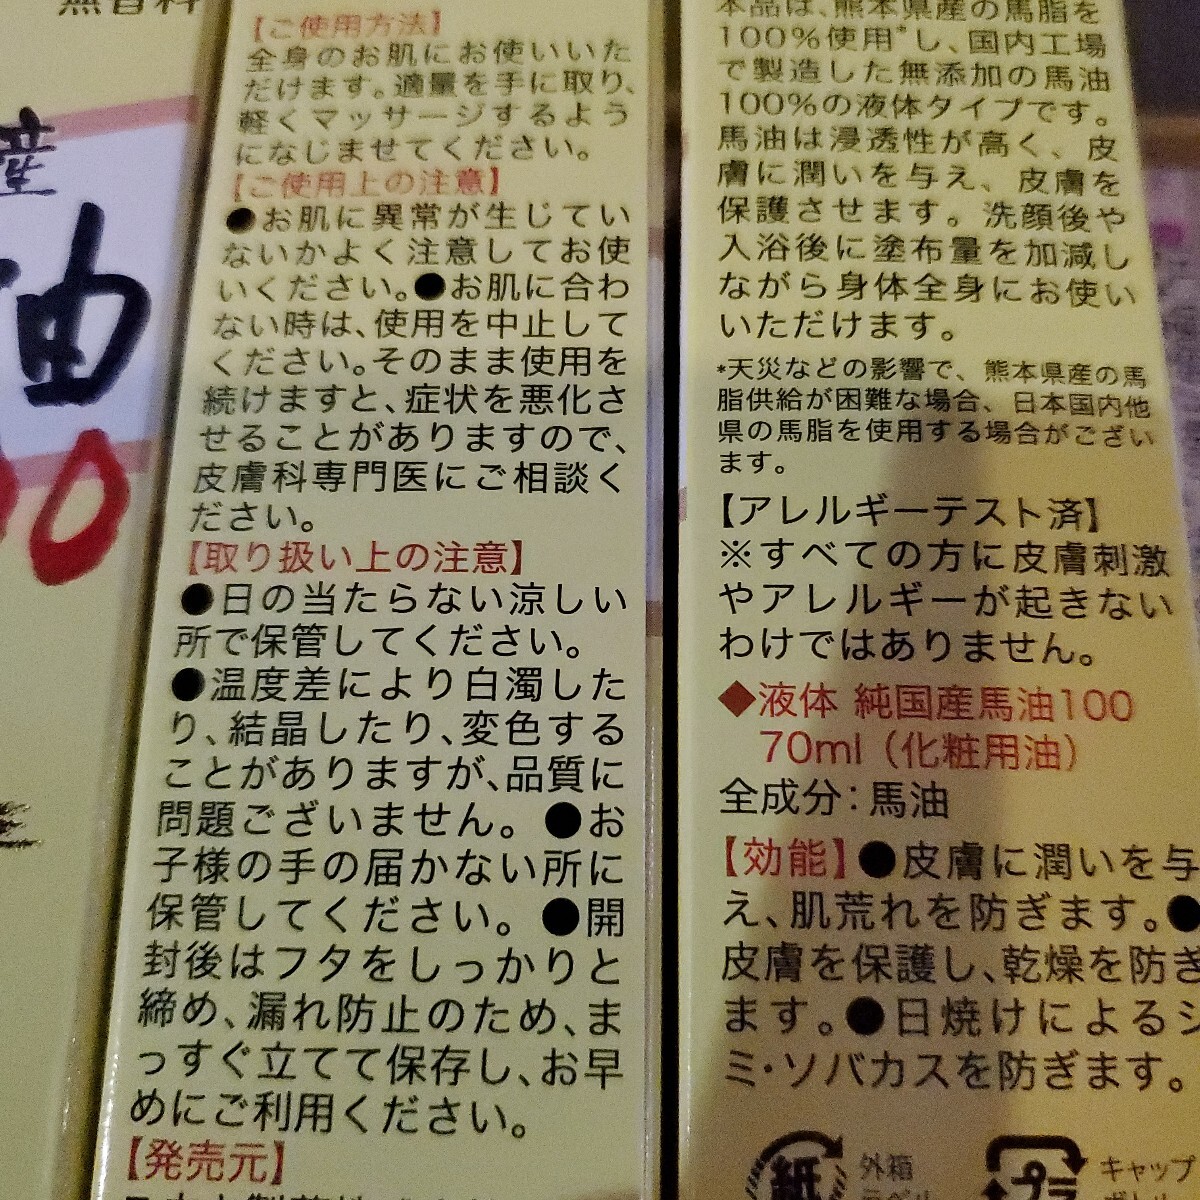 無香料
産
油
00
【ご使用方法】
全身のお肌にお使いいた
だけます。適量を手に取り、
軽くマッサージするよう
になじませてください。
【ご使用上の注意】
●お肌に異常が生じてい
ないかよく注意してお使
いください。●お肌に合わ
ない時は、使用を中止して
ください。そのまま使用を
続けますと、症状を悪化さ
せることがありますので、
皮膚科専門医にご相談く
ださい。
【取り扱い上の注意】
●日の当たらない涼しい
所で保管してください。
●温度差により白濁した
り、結晶したり、変色する
ことがありますが、品質に
問題ございません。●お
子様の手の届かない所に
保管してください。●開
封後はフタをしっかりと
締め、漏れ防止のため、ま
っすぐ立てて保存し、お早
めにご利用ください。
【発売元】
本品は、熊本県産の馬脂を
100%使用*し、国内工場
で製造した無添加の馬油
100%の液体タイプです。
馬油は浸透性が高く、皮
膚に潤いを与え、皮膚を
保護させます。洗顔後や
入浴後に塗布量を加減し
ながら身体全身にお使い
いただけます。
*天災などの影響で、熊本県産の馬
脂供給が困難な場合、日本国内他
県の馬脂を使用する場合がござい
ます。
【アレルギーテスト済】
※すべての方に皮膚刺激
やアレルギーが起きない
わけではありません。
◆液体 純国産馬油100
70ml（化粧用油）
全成分：馬油
【効能】●皮膚に潤いを与
え、肌荒れを防ぎます。●
皮膚を保護し、乾燥を防ぎ
ます。●日焼けによるシ
ミ・ソバカスを防ぎます。
紙 外箱
プラ キャップ